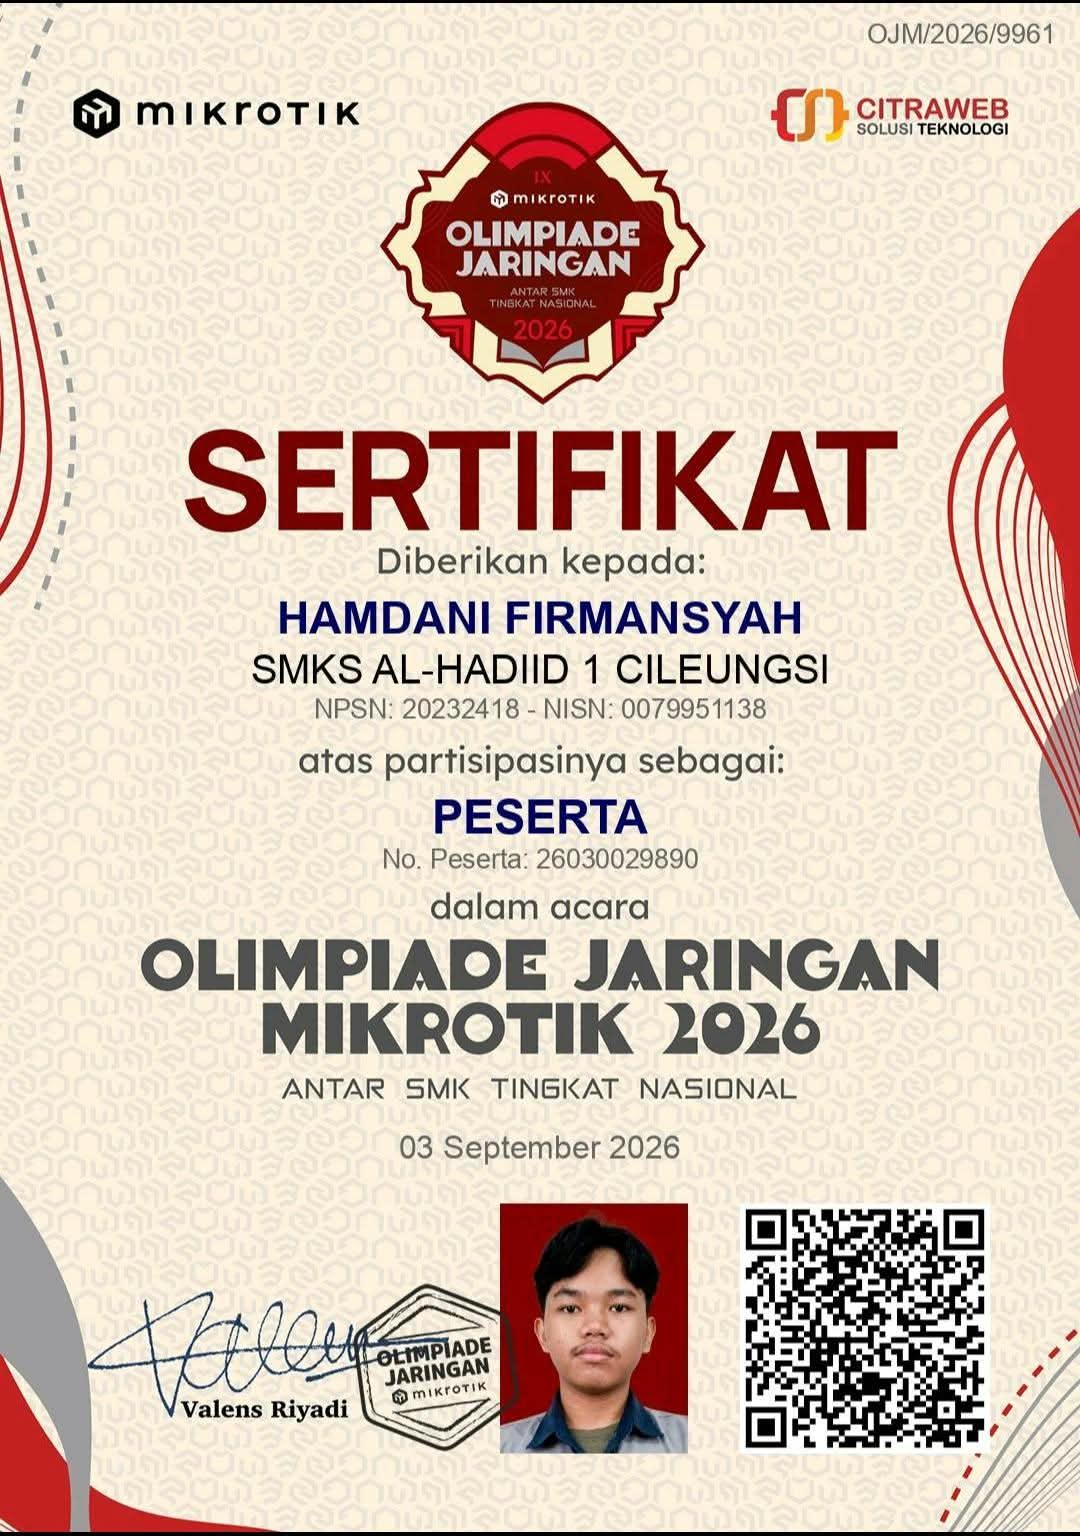 OJM/2026/9961
mikrotik
CITRAWEB
SOLUSI TEKNOLOGI
IX
mikrotik
OLIMPIADE
JARINGAN
ANTAR SMK
TINGKAT NASIONAL
2026
SERTIFIKAT
Diberikan kepada:
HAMDANI FIRMANSYAH
SMKS AL-HADIID 1 CILEUNGSI
NPSN: 20232418 - NISN: 0079951138
atas partisipasinya sebagai:
PESERTA
No. Peserta: 26030029890
dalam acara
OLIMPIADE JARINGAN
MIKROTIK 2026
ANTAR SMK TINGKAT NASIONAL
03 September 2026
Valens Riyadi
OLIMPIADE
JARINGAN
mikrotik